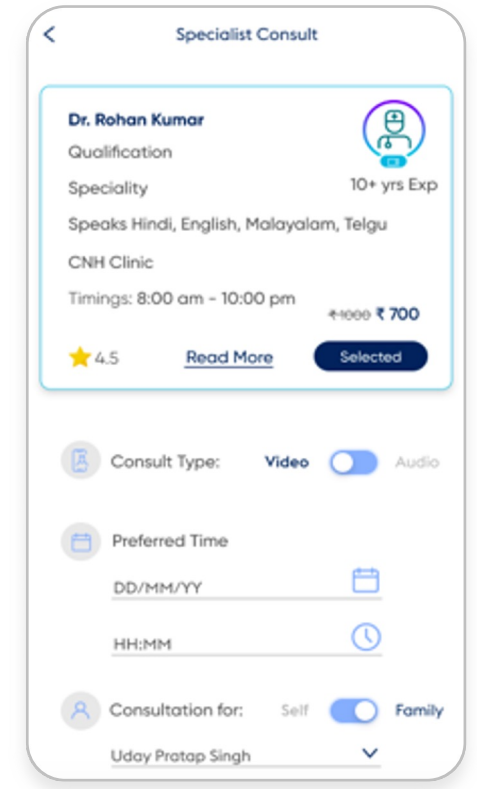 Specialist Consult
Dr. Rohan Kumar
Qualification
Speciality
10+ yrs Exp
Speaks Hindi, English, Malayalam, Telgu
CNH Clinic
Timings: 8:00 am - 10:00 pm
₹1000 ₹ 700
4.5 Read More Selected
Consult Type: Video Audio
Preferred Time
DD/MM/YY
HH:MM
Consultation for: Self Family
Uday Pratap Singh